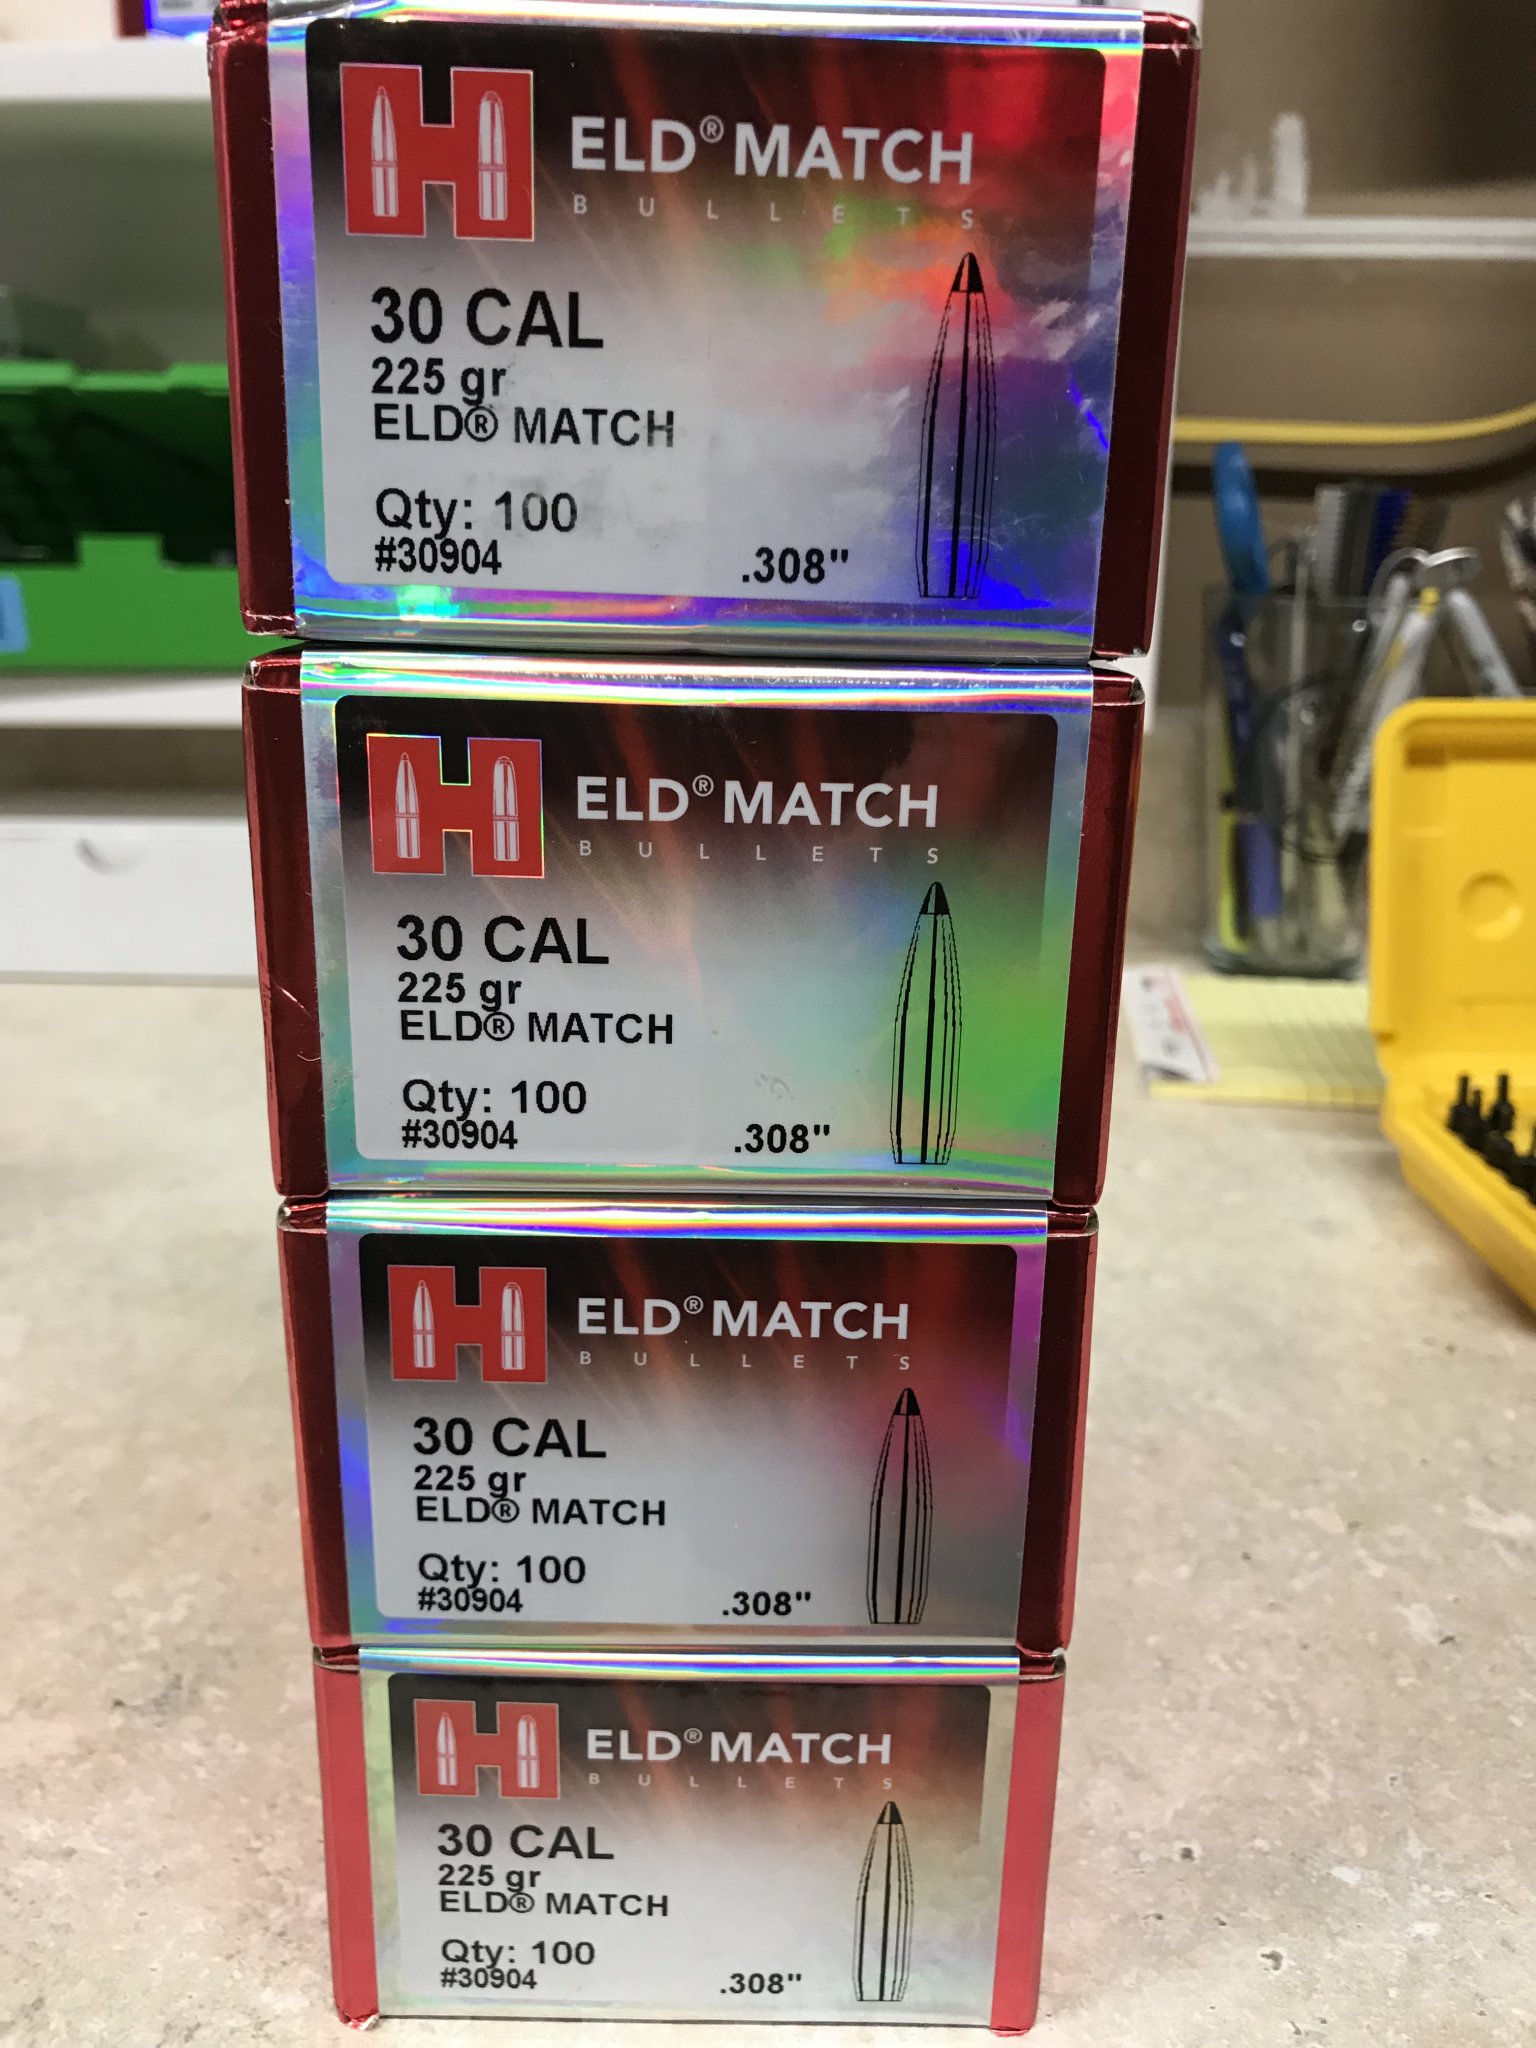 ELD® MATCH
BULLETS
30 CAL
225 gr
ELD® MATCH
Qty: 100
#30904
.308"
ELD® MATCH
BULLETS
30 CAL
225 gr
ELD® MATCH
Qty: 100
#30904
.308"
ELD® MATCH
BULLETS
30 CAL
225 gr
ELD® MATCH
Qty: 100
#30904
.308"
ELD® MATCH
BULLETS
30 CAL
225 gr
ELD® MATCH
Qty: 100
#30904
.308"